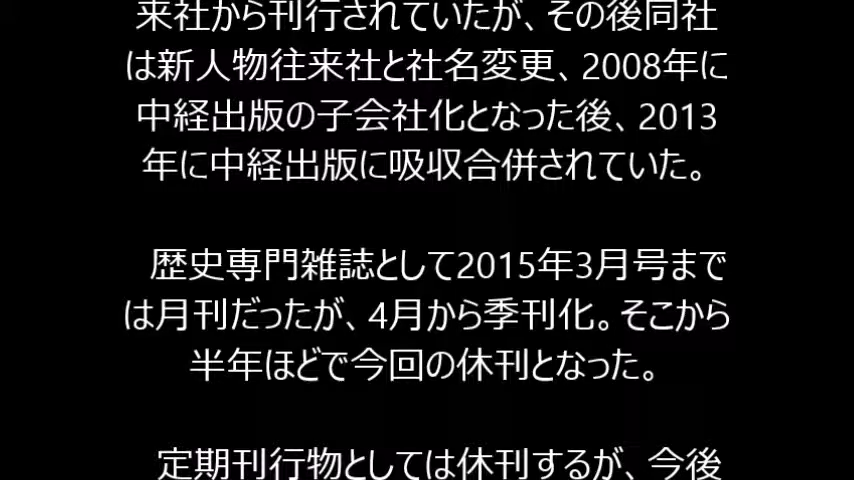 来社から刊行されていたが、その後同社
は新人物往来社と社名変更、2008年に
中経出版の子会社化となった後、2013
年に中経出版に吸収合併されていた。
歴史専門雑誌として2015年3月号まで
は月刊だったが、4月から季刊化。そこから
半年ほどで今回の休刊となった。
定期刊行物としては休刊するが、今後